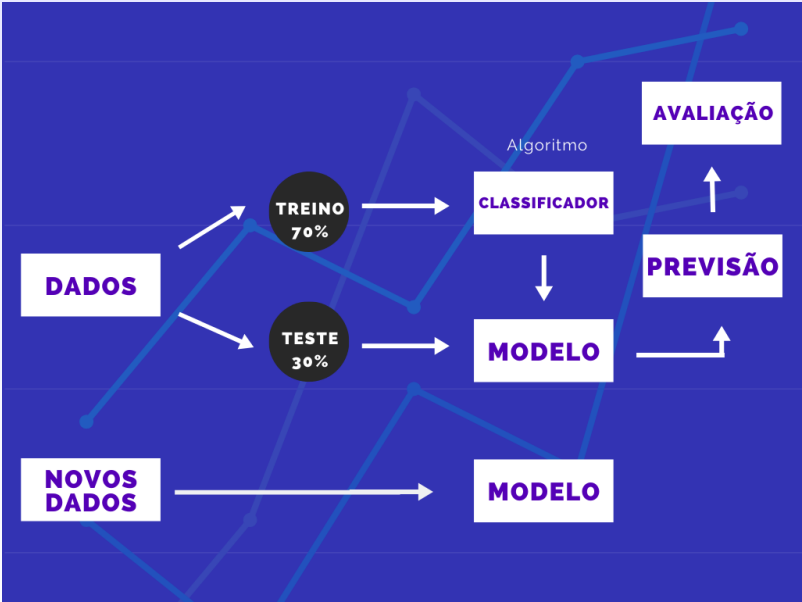 AVALIAÇÃO
Algoritmo
TREINO
70%
CLASSIFICADOR
DADOS
PREVISÃO
TESTE
30%
MODELO
NOVOS
DADOS
MODELO